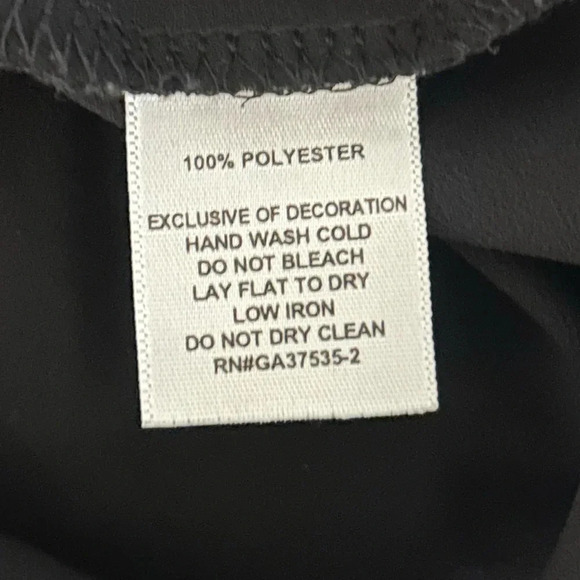 100% POLYESTER
EXCLUSIVE OF DECORATION
HAND WASH COLD
DO NOT BLEACH
LAY FLAT TO DRY
LOW IRON
DO NOT DRY CLEAN
RN#GA37535-2